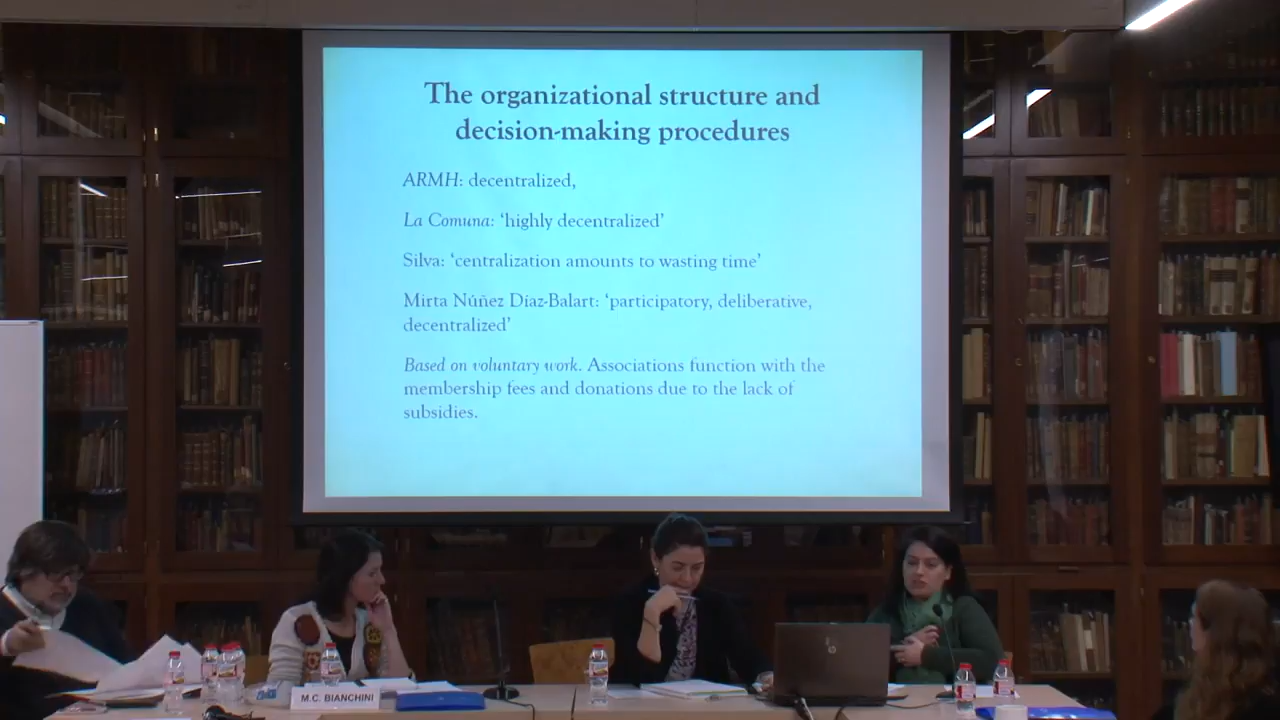 The organizational structure and
decision-making procedures
ARMH: decentralized,
La Comuna: ‘highly decentralized’
Silva: ‘centralization amounts to wasting time’
Mirta Núñez Díaz-Balart: ‘participatory, deliberative,
decentralized’
Based on voluntary work. Associations function with the
membership fees and donations due to the lack of
subsidies.
M.C. BIANCHINI
hp